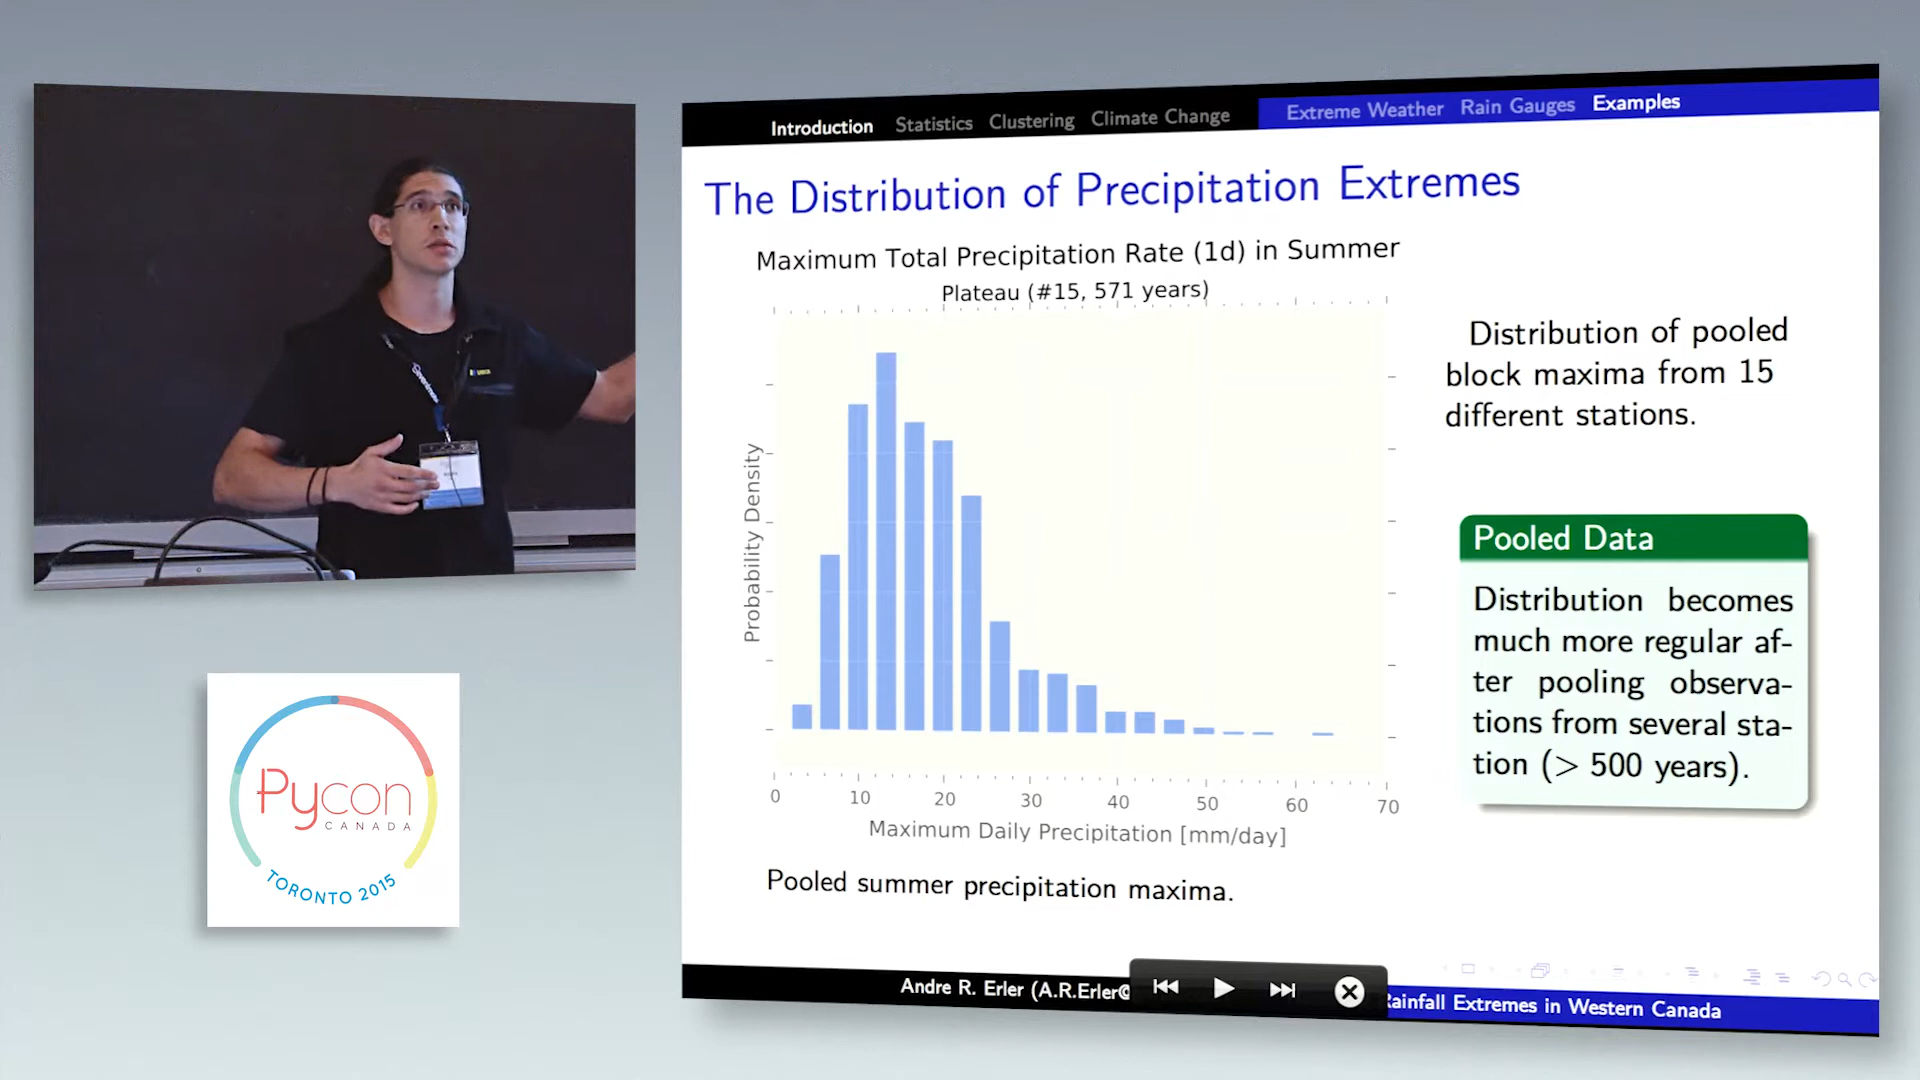 Introduction Statistics Clustering Climate Change Extreme Weather Rain Gauges Examples
The Distribution of Precipitation Extremes
Maximum Total Precipitation Rate (1d) in Summer
Plateau (#15, 571 years)
Probability Density
0 10 20 30 40 50 60 70
Maximum Daily Precipitation [mm/day]
Pooled summer precipitation maxima.
Distribution of pooled
block maxima from 15
different stations.
Pooled Data
Distribution becomes
much more regular af-
ter pooling observa-
tions from several sta-
tion (> 500 years).
Andre R. Erler (A.R.Erler@
Rainfall Extremes in Western Canada
Pycon
CANADA
TORONTO 2015